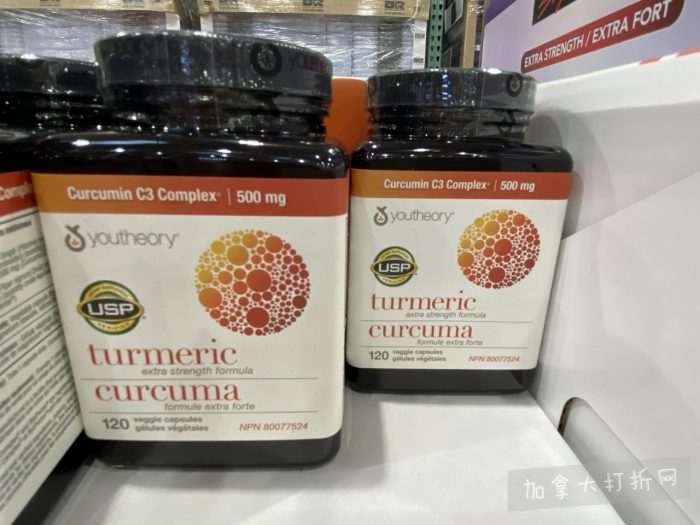 EXTRA STRENGTH / EXTRA FORT
Curcumin C3 Complex® | 500 mg
youtheory®
USP
VERIFIED
turmeric
extra strength formula
curcuma
formule extra forte
120 veggie capsules
gélules végétales
NPN 80077524
Curcumin C3 Complex® | 500 mg
youtheory®
USP
turmeric
extra strength formula
curcuma
formule extra forte
120 veggie capsules
gélules végétales
NPN 80077524
加拿大打折网